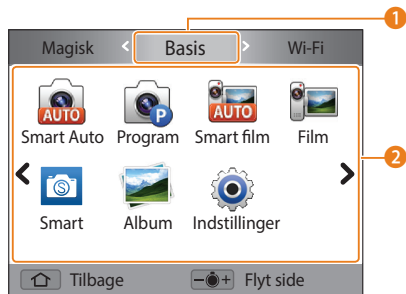 1
Magisk < Basis > Wi-Fi
AUTO P AUTO
Smart Auto Program Smart film Film
2
S
Smart Album Indstillinger
Tilbage − + Flyt side